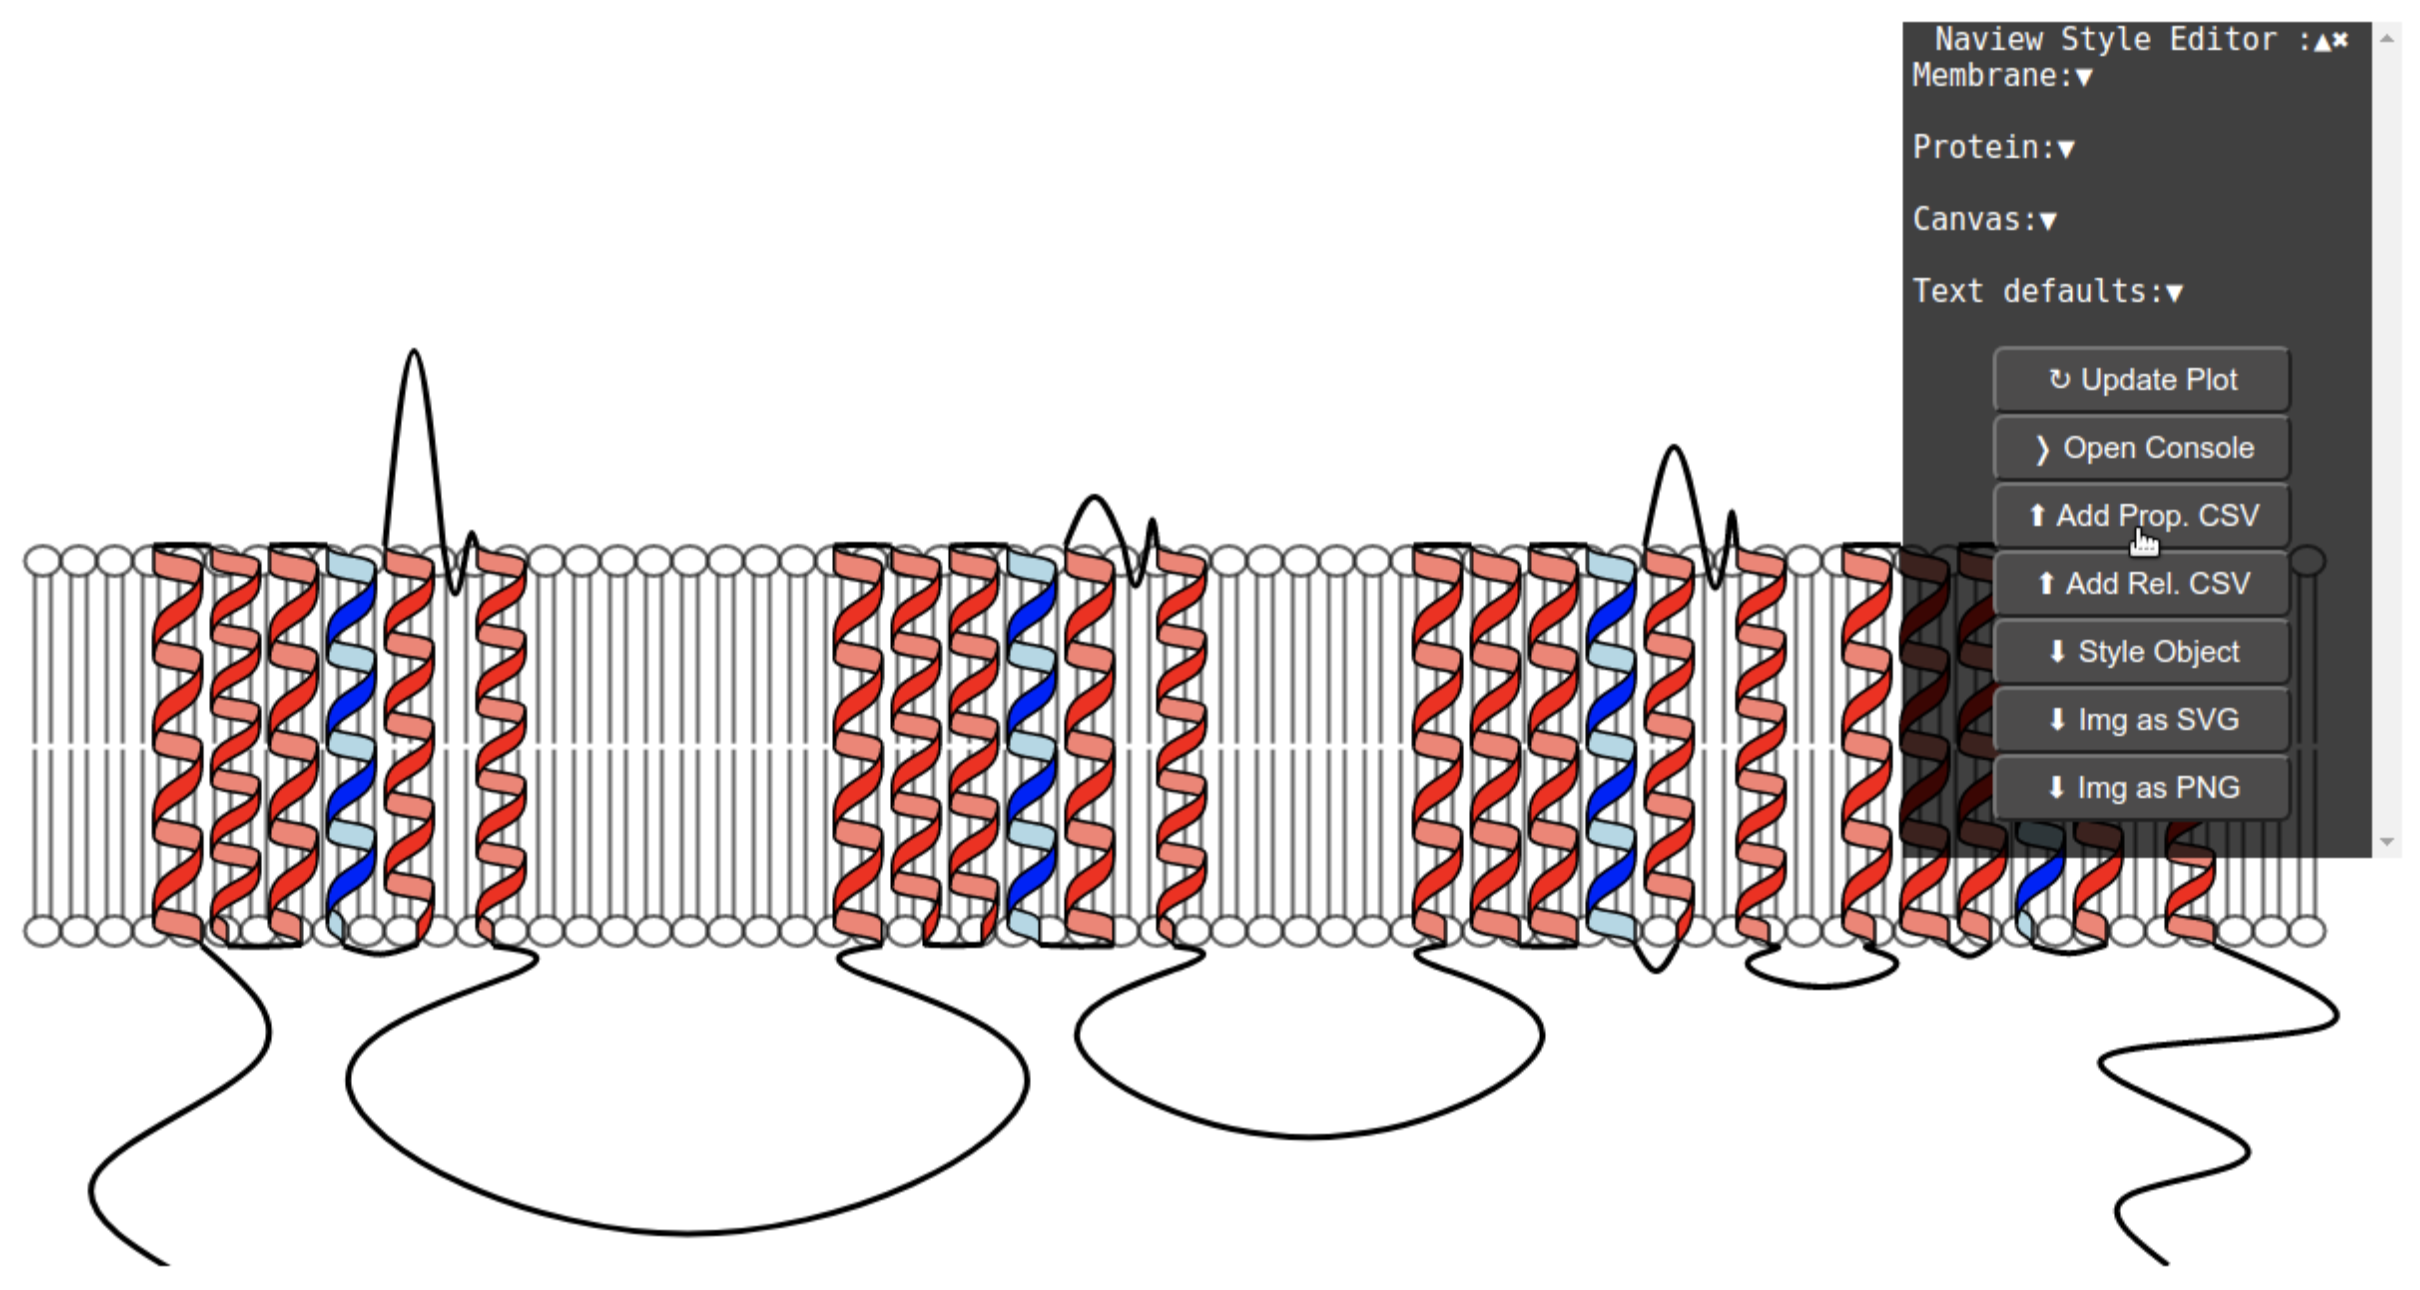 Naview Style Editor :▲✖
Membrane:▼
Protein:▼
Canvas:▼
Text defaults:▼
↻ Update Plot
❭ Open Console
⬆ Add Prop. CSV
⬆ Add Rel. CSV
⬇ Style Object
⬇ Img as SVG
⬇ Img as PNG